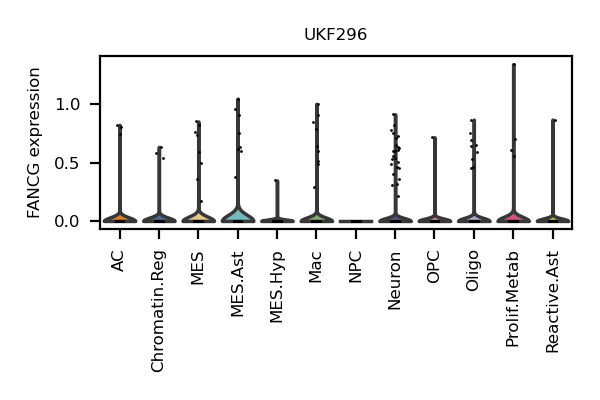 UKF296
FANCG expression
1.0
0.5
0.0
AC
Chromatin.Reg
MES
MES.Ast
MES.Hyp
Mac
NPC
Neuron
OPC
Oligo
Prolif.Metab
Reactive.Ast